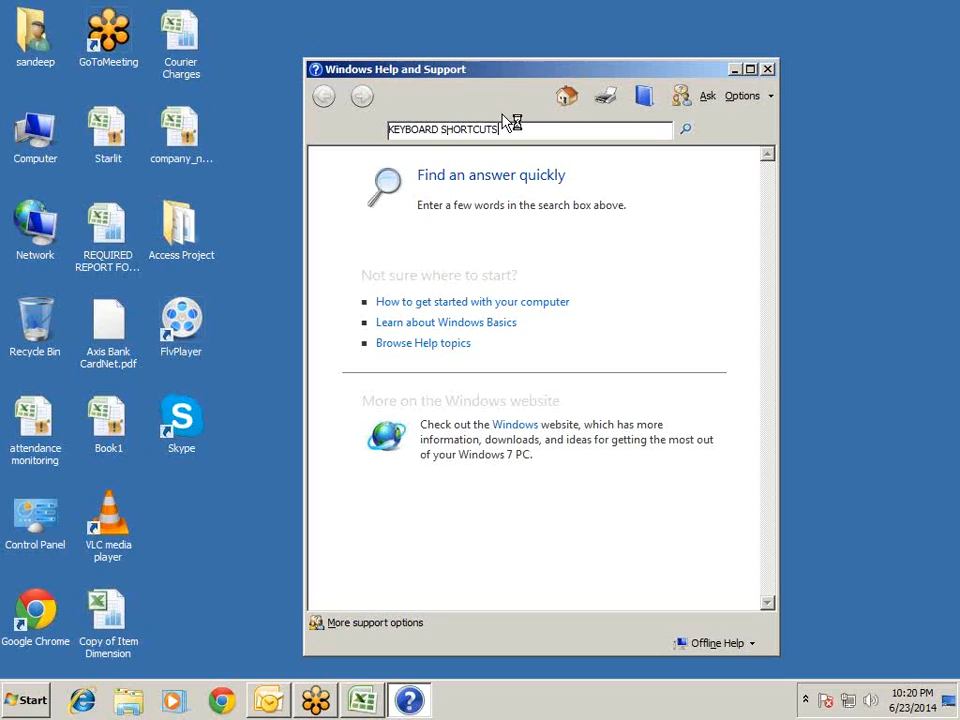 sandeep
GoToMeeting
Courier
Charges
Computer
Starlit
company_n...
Network
REQUIRED
REPORT FO...
Access Project
Recycle Bin
Axis Bank
CardNet.pdf
FlvPlayer
attendance
monitoring
Book1
Skype
Control Panel
VLC media
player
Google Chrome
Copy of Item
Dimension
Windows Help and Support
Ask
Options
KEYBOARD SHORTCUTS
Find an answer quickly
Enter a few words in the search box above.
Not sure where to start?
How to get started with your computer
Learn about Windows Basics
Browse Help topics
More on the Windows website
Check out the Windows website, which has more
information, downloads, and ideas for getting the most out
of your Windows 7 PC.
More support options
Offline Help
Start
10:20 PM
6/23/2014